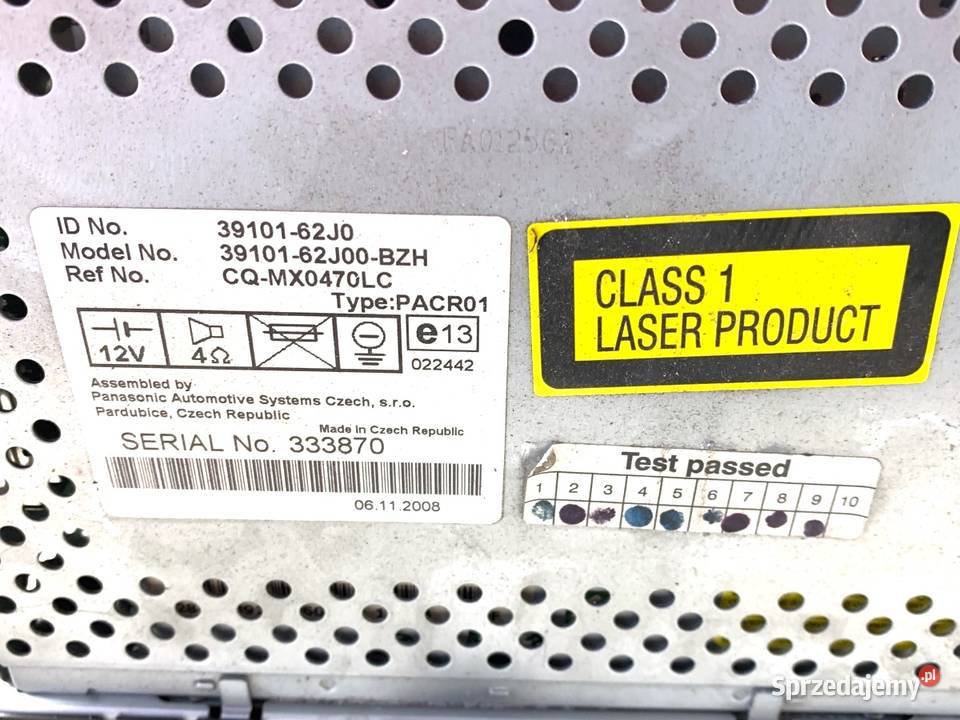 FA012562
ID No. 39101-62J0
Model No. 39101-62J00-BZH
Ref No. CQ-MX0470LC
Type:PACR01
12V 4Ω e13
022442
Assembled by
Panasonic Automotive Systems Czech, s.r.o.
Pardubice, Czech Republic
Made in Czech Republic
SERIAL No. 333870
06.11.2008
CLASS 1
LASER PRODUCT
Test passed
1 2 3 4 5 6 7 8 9 10
Sprzedajemy.pl